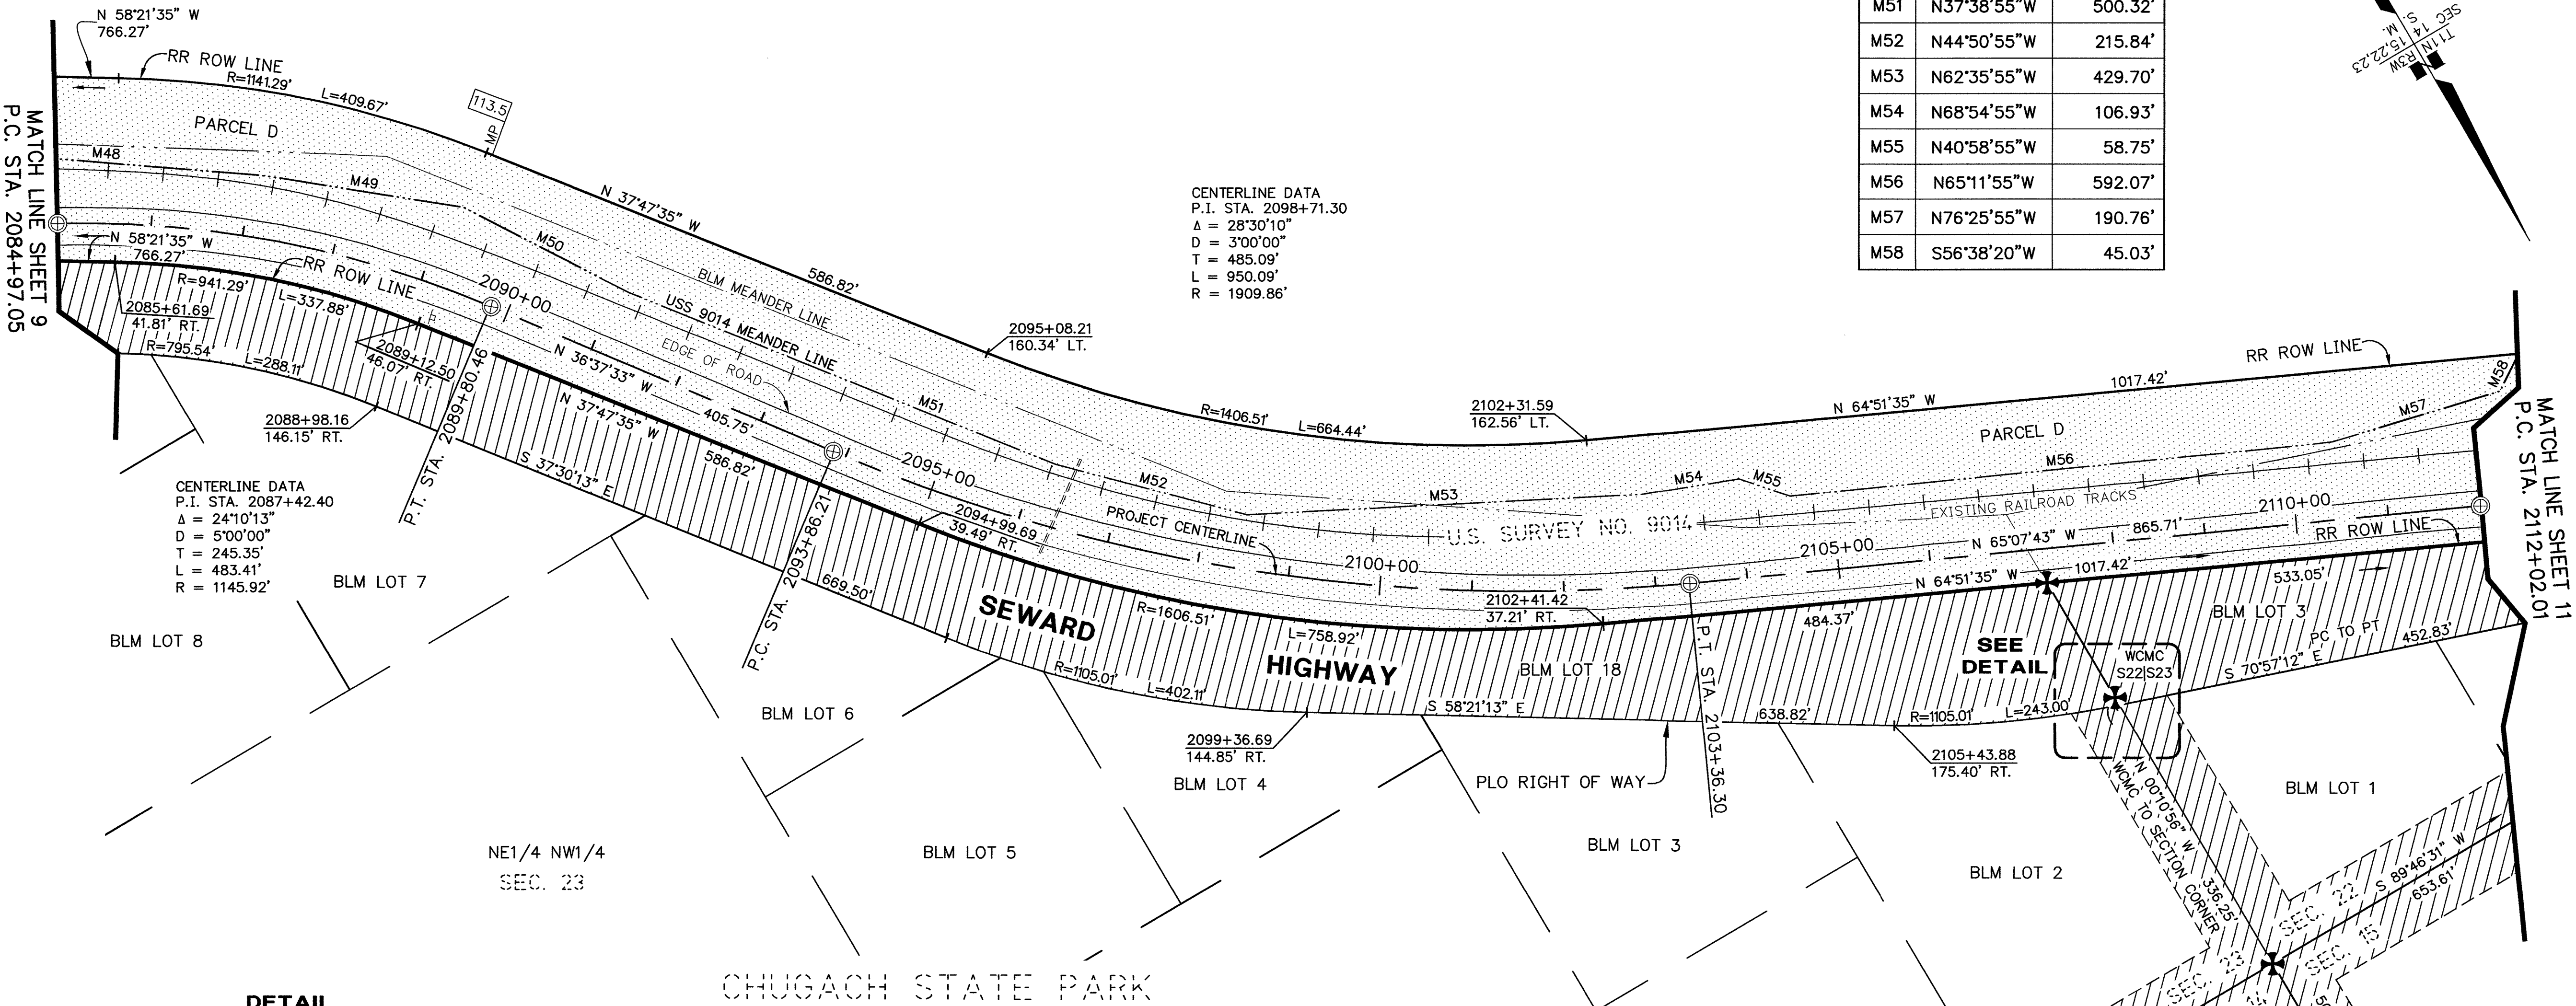 N 58°21'35" W
766.27'
RR ROW LINE
R=1141.29'
L=409.67'
113.5
MP
PARCEL D
MATCH LINE SHEET 9
P.C. STA. 2084+97.05
M48
M49
M50
N 37°47'35" W
586.82'
BLM MEANDER LINE
USS 9014 MEANDER LINE
EDGE OF ROAD
N 58°21'35" W
766.27'
RR ROW LINE
R=941.29'
L=337.88'
2085+61.69
41.81' RT.
R=795.54'
L=288.11'
2089+12.50
46.07' RT.
2088+98.16
146.15' RT.
2090+00
P.T. STA. 2089+80.46
N 36°37'33" W
405.75'
N 37°47'35" W
586.82'
S 37°30'13" E
669.50'
CENTERLINE DATA
P.I. STA. 2087+42.40
Δ = 24°10'13"
D = 5°00'00"
T = 245.35'
L = 483.41'
R = 1145.92'
CENTERLINE DATA
P.I. STA. 2098+71.30
Δ = 28°30'10"
D = 3°00'00"
T = 485.09'
L = 950.09'
R = 1909.86'
M51 N37°38'55"W 500.32'
M52 N44°50'55"W 215.84'
M53 N62°35'55"W 429.70'
M54 N68°54'55"W 106.93'
M55 N40°58'55"W 58.75'
M56 N65°11'55"W 592.07'
M57 N76°25'55"W 190.76'
M58 S56°38'20"W 45.03'
T11N R3W
SEC 14, 15,22,23
S. M.
2095+08.21
160.34' LT.
M51
2095+00
P.C. STA. 2093+86.21
2094+99.69
39.49' RT.
M52
R=1406.51'
L=664.44'
2102+31.59
162.56' LT.
N 64°51'35" W
1017.42'
RR ROW LINE
M58
M57
PARCEL D
M56
M53
M54
M55
U.S. SURVEY NO. 9014
EXISTING RAILROAD TRACKS
PROJECT CENTERLINE
2100+00
2105+00
N 65°07'43" W
865.71'
2110+00
RR ROW LINE
N 64°51'35" W
1017.42'
MATCH LINE SHEET 11
P.C. STA. 2112+02.01
2102+41.42
37.21' RT.
SEWARD
HIGHWAY
R=1606.51'
L=758.92'
R=1105.01'
L=402.11'
S 58°21'13" E
638.82'
BLM LOT 18
484.37'
533.05'
BLM LOT 3
SEE
DETAIL
WCMC
S22|S23
PC TO PT
S 70°57'12" E
452.83'
R=1105.01'
L=243.00'
P.T. STA. 2103+36.30
2099+36.69
144.85' RT.
2105+43.88
175.40' RT.
PLO RIGHT OF WAY
BLM LOT 7
BLM LOT 8
BLM LOT 6
BLM LOT 4
BLM LOT 5
BLM LOT 3
BLM LOT 2
BLM LOT 1
N 00°10'56" W
336.25'
WCMC TO SECTION CORNER
S 89°46'31" W
653.61'
SEC. 22
SEC. 15
SEC. 23
14
NE1/4 NW1/4
SEC. 23
CHUGACH STATE PARK
DETAIL